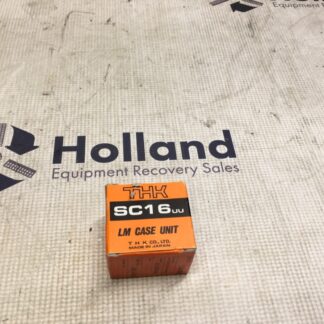 Holland
Equipment Recovery Sales
THK
SC16UU
LM CASE UNIT
T H K CO., LTD.
MADE IN JAPAN